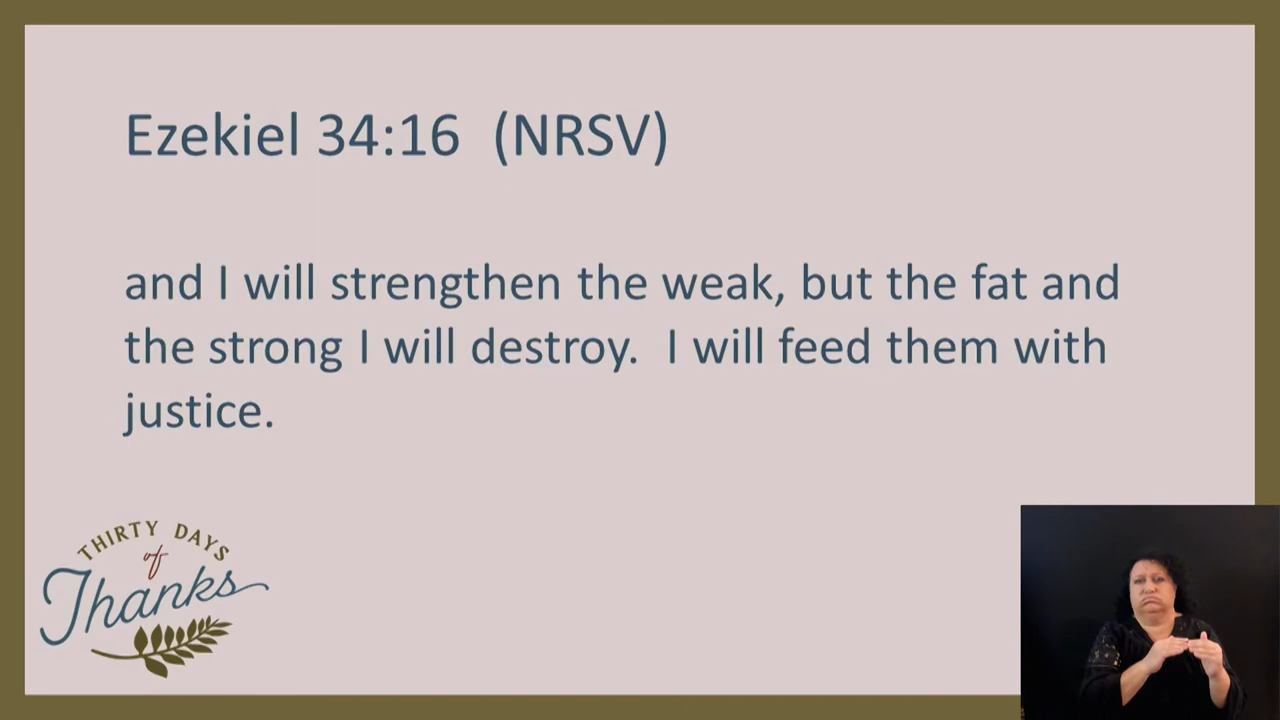 Ezekiel 34:16 (NRSV)
and I will strengthen the weak, but the fat and
the strong I will destroy. I will feed them with
justice.
THIRTY DAYS
of
Thanks